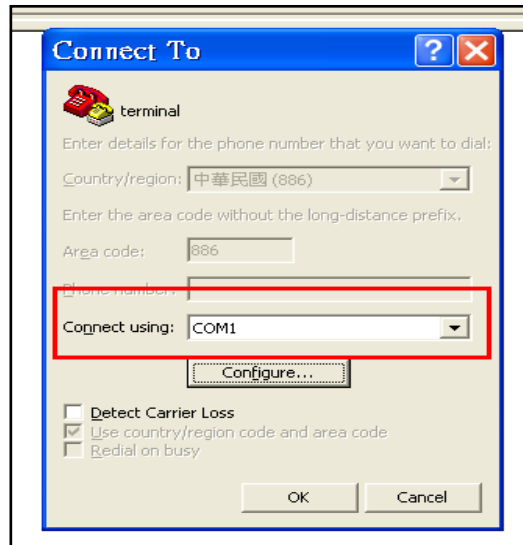 Connect To
terminal
Enter details for the phone number that you want to dial:
Country/region: 中華民國 (886)
Enter the area code without the long-distance prefix.
Area code: 886
Phone number:
Connect using: COM1
Configure...
Detect Carrier Loss
Use country/region code and area code
Redial on busy
OK Cancel